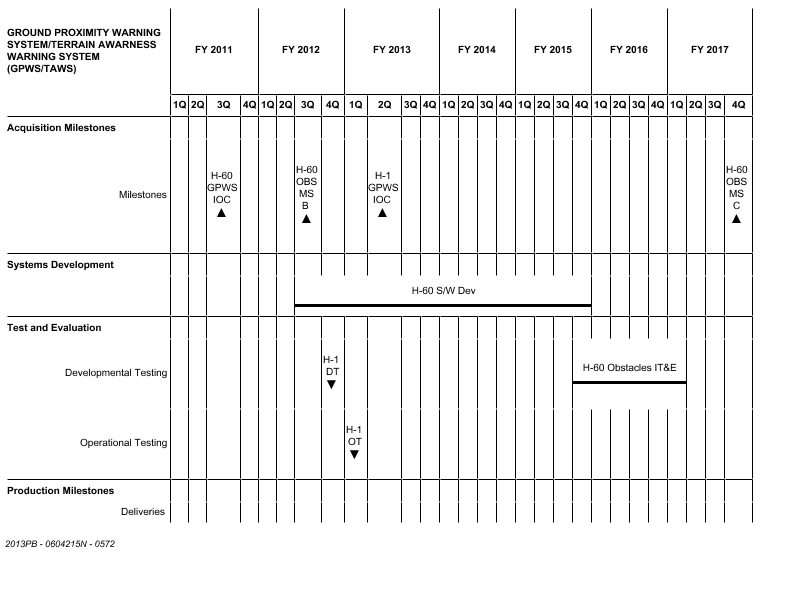 GROUND PROXIMITY WARNING
SYSTEM/TERRAIN AWARNESS
WARNING SYSTEM
(GPWS/TAWS)
FY 2011 FY 2012 FY 2013 FY 2014 FY 2015 FY 2016 FY 2017
1Q 2Q 3Q 4Q 1Q 2Q 3Q 4Q 1Q 2Q 3Q 4Q 1Q 2Q 3Q 4Q 1Q 2Q 3Q 4Q 1Q 2Q 3Q 4Q 1Q 2Q 3Q 4Q
Acquisition Milestones
Milestones
H-60
GPWS
IOC
H-60
OBS
MS
B
H-1
GPWS
IOC
H-60
OBS
MS
C
Systems Development
H-60 S/W Dev
Test and Evaluation
Developmental Testing
H-1
DT
H-60 Obstacles IT&E
Operational Testing
H-1
OT
Production Milestones
Deliveries
2013PB - 0604215N - 0572